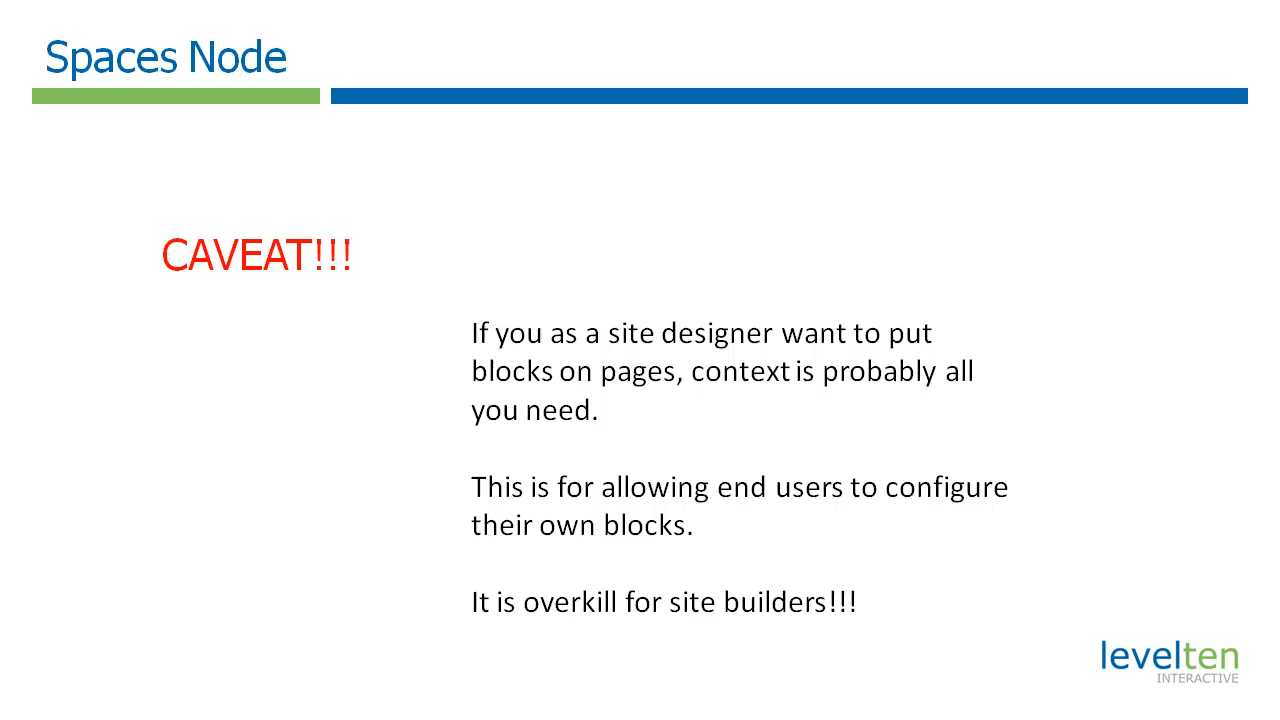 Spaces Node
CAVEAT!!!
If you as a site designer want to put
blocks on pages, context is probably all
you need.
This is for allowing end users to configure
their own blocks.
It is overkill for site builders!!!
levelten
INTERACTIVE